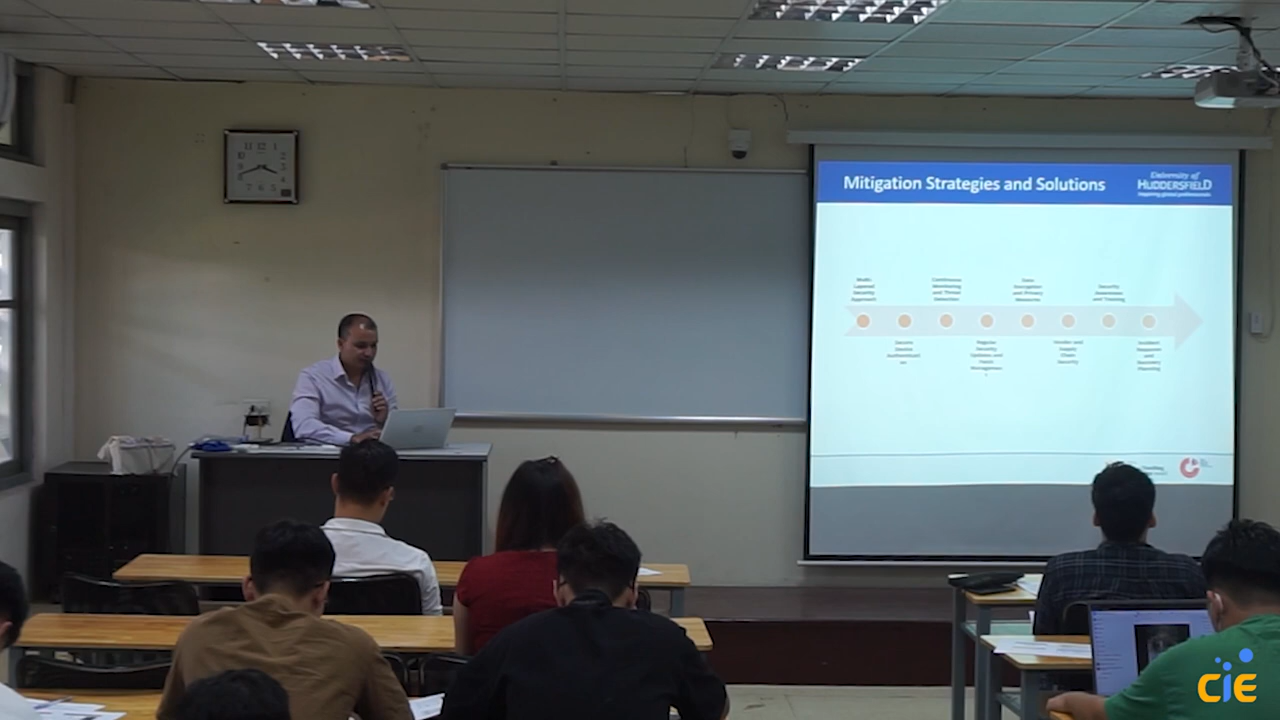 Mitigation Strategies and Solutions
University of
HUDDERSFIELD
Inspiring global professionals
Multi-
Layered
Security
Approach
Continuous
Monitoring
and Threat
Detection
Data
Encryption
and Privacy
Measures
Security
Awareness
and Training
Secure
Device
Authenticati
on
Regular
Security
Updates and
Patch
Management
Vendor and
Supply
Chain
Security
Incident
Response
and
Recovery
Planning
CiE